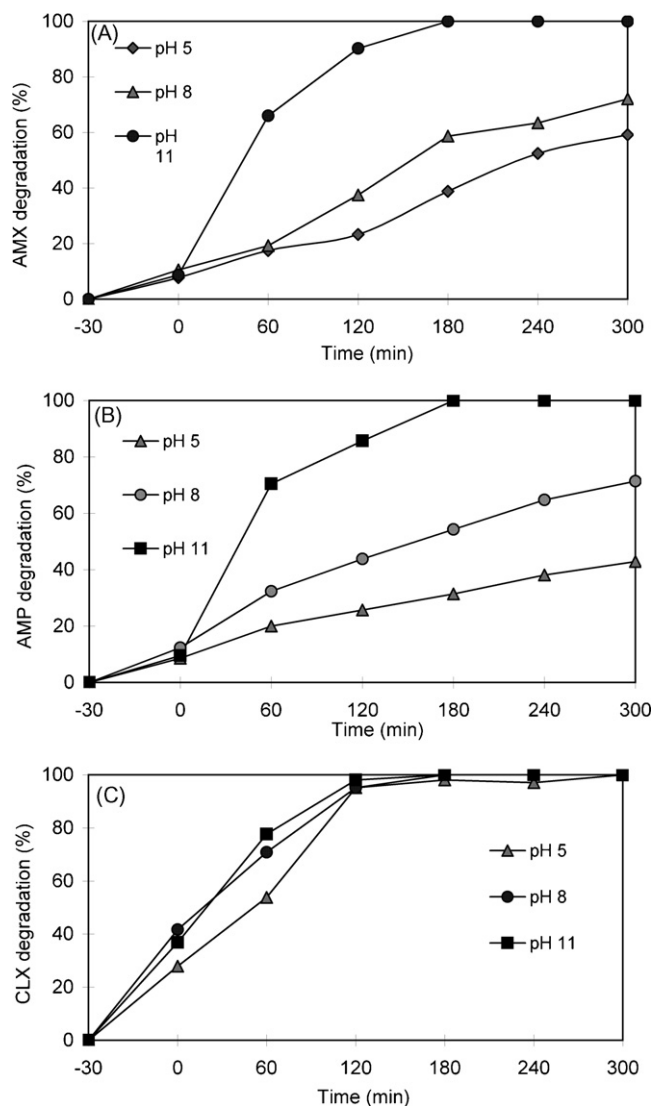 (A)
pH 5
pH 8
pH
11
AMX degradation (%)
100
80
60
40
20
0
-30 0 60 120 180 240 300
Time (min)
(B)
pH 5
pH 8
pH 11
AMP degradation (%)
100
80
60
40
20
0
-30 0 60 120 180 240 300
Time (min)
(C)
pH 5
pH 8
pH 11
CLX degradation (%)
100
80
60
40
20
0
-30 0 60 120 180 240 300
Time (min)